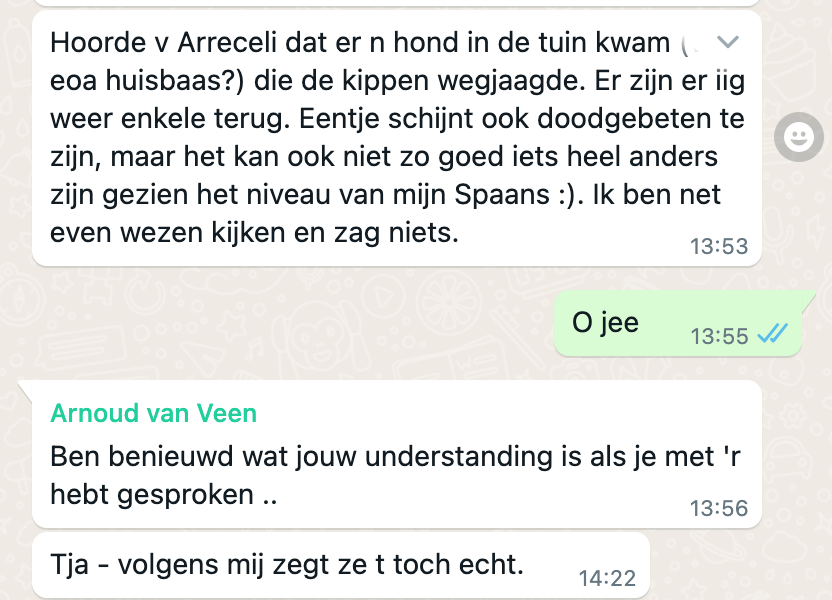 Hoorde v Arreceli dat er n hond in de tuin kwam (
eoa huisbaas?) die de kippen wegjaagde. Er zijn er iig
weer enkele terug. Eentje schijnt ook doodgebeten te
zijn, maar het kan ook niet zo goed iets heel anders
zijn gezien het niveau van mijn Spaans :). Ik ben net
even wezen kijken en zag niets.
13:53
O jee
13:55
Arnoud van Veen
Ben benieuwd wat jouw understanding is als je met 'r
hebt gesproken ..
13:56
Tja - volgens mij zegt ze t toch echt.
14:22